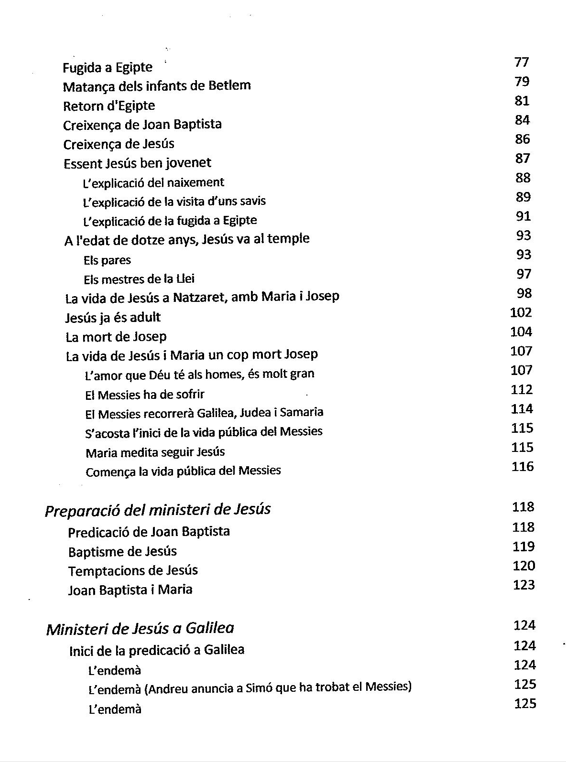 Fugida a Egipte 77
Matança dels infants de Betlem 79
Retorn d'Egipte 81
Creixença de Joan Baptista 84
Creixença de Jesús 86
Essent Jesús ben jovenet 87
L'explicació del naixement 88
L'explicació de la visita d'uns savis 89
L'explicació de la fugida a Egipte 91
A l'edat de dotze anys, Jesús va al temple 93
Els pares 93
Els mestres de la Llei 97
La vida de Jesús a Natzaret, amb Maria i Josep 98
Jesús ja és adult 102
La mort de Josep 104
La vida de Jesús i Maria un cop mort Josep 107
L'amor que Déu té als homes, és molt gran 107
El Messies ha de sofrir 112
El Messies recorrerà Galilea, Judea i Samaria 114
S'acosta l'inici de la vida pública del Messies 115
Maria medita seguir Jesús 115
Comença la vida pública del Messies 116
Preparació del ministeri de Jesús 118
Predicació de Joan Baptista 118
Baptisme de Jesús 119
Temptacions de Jesús 120
Joan Baptista i Maria 123
Ministeri de Jesús a Galilea 124
Inici de la predicació a Galilea 124
L'endemà 124
L'endemà (Andreu anuncia a Simó que ha trobat el Messies) 125
L'endemà 125